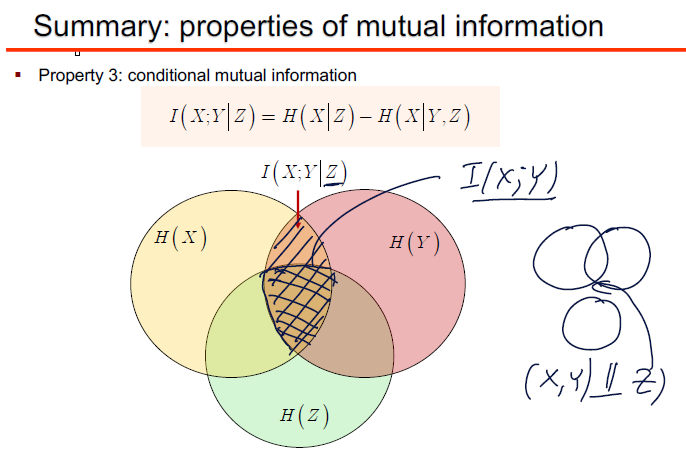 Summary: properties of mutual information
▪ Property 3: conditional mutual information
I(X;Y|Z) = H(X|Z) − H(X|Y,Z)
I(X;Y|Z)
I(X;Y)
H(X)
H(Y)
(X,Y) ⫫ Z)
H(Z)